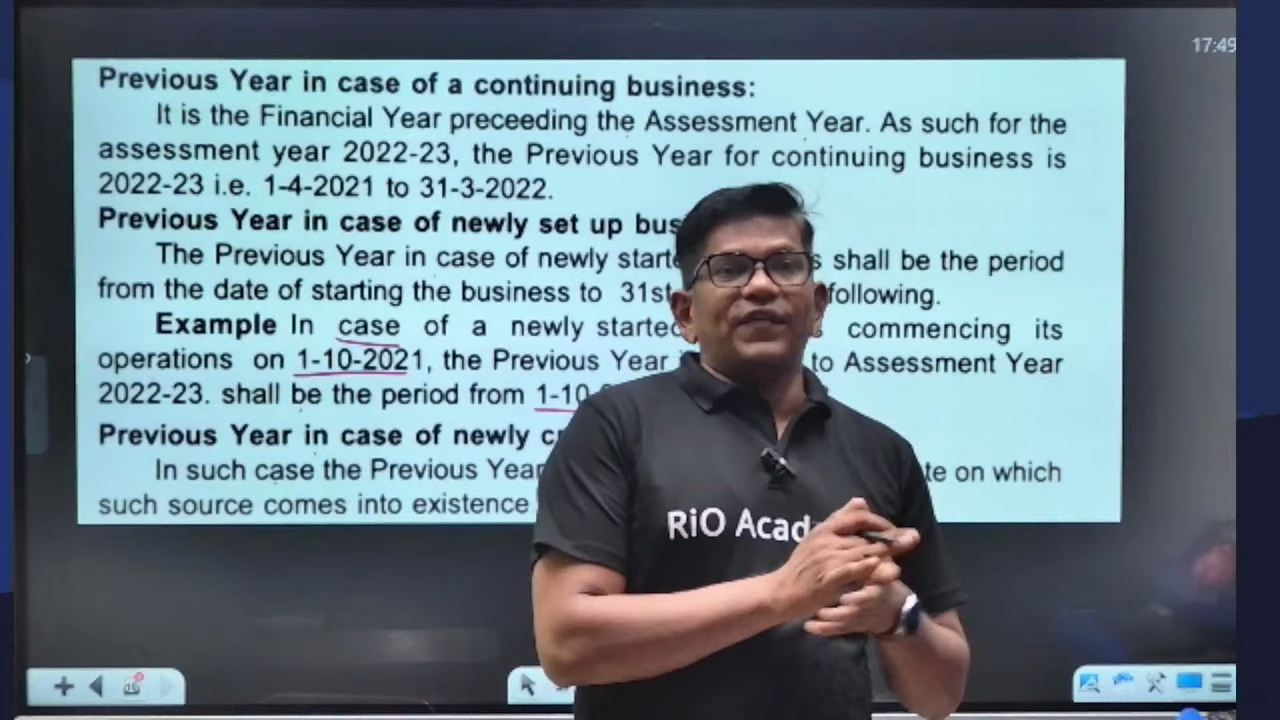 17:49
Previous Year in case of a continuing business:
It is the Financial Year preceeding the Assessment Year. As such for the
assessment year 2022-23, the Previous Year for continuing business is
2022-23 i.e. 1-4-2021 to 31-3-2022.
Previous Year in case of newly set up bus
The Previous Year in case of newly starte s shall be the period
from the date of starting the business to 31st following.
Example In case of a newly started commencing its
operations on 1-10-2021, the Previous Year to Assessment Year
2022-23. shall be the period from 1-10
Previous Year in case of newly c
In such case the Previous Year te on which
such source comes into existence
RiO Acad